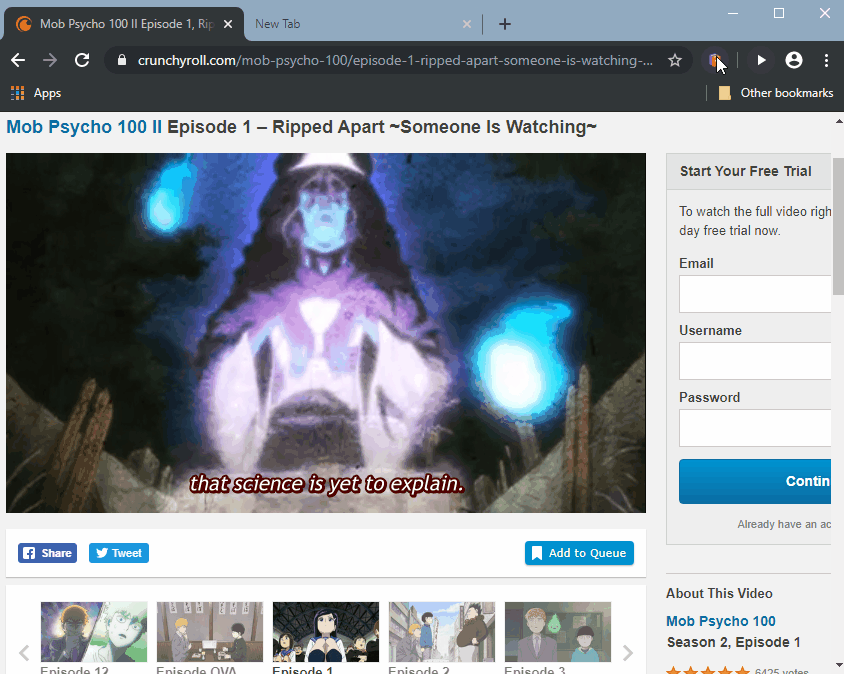 Mob Psycho 100 II Episode 1, Rip
New Tab
crunchyroll.com/mob-psycho-100/episode-1-ripped-apart-someone-is-watching-...
Apps
Other bookmarks
Mob Psycho 100 II Episode 1 – Ripped Apart ~Someone Is Watching~
Start Your Free Trial
To watch the full video righ
day free trial now.
Email
Username
Password
Contin
Already have an ac
that science is yet to explain.
Share
Tweet
Add to Queue
About This Video
Mob Psycho 100
Season 2, Episode 1
6425 votes
Episode 12
Episode OVA
Episode 1
Episode 2
Episode 3